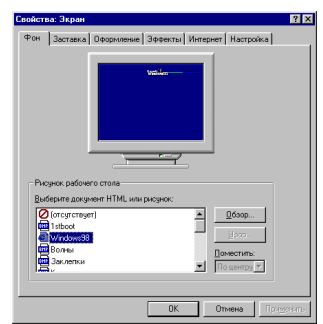 Свойства: Экран
Фон Заставка Оформление Эффекты Интернет Настройка
Рисунок рабочего стола
Выберите документ HTML или рисунок:
(отсутствует)
1stboot
Windows98
Волны
Заклепки
Обзор...
Узор...
Поместить:
По центру
OK Отмена Применить